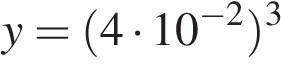 y = (4 · 10⁻²)³